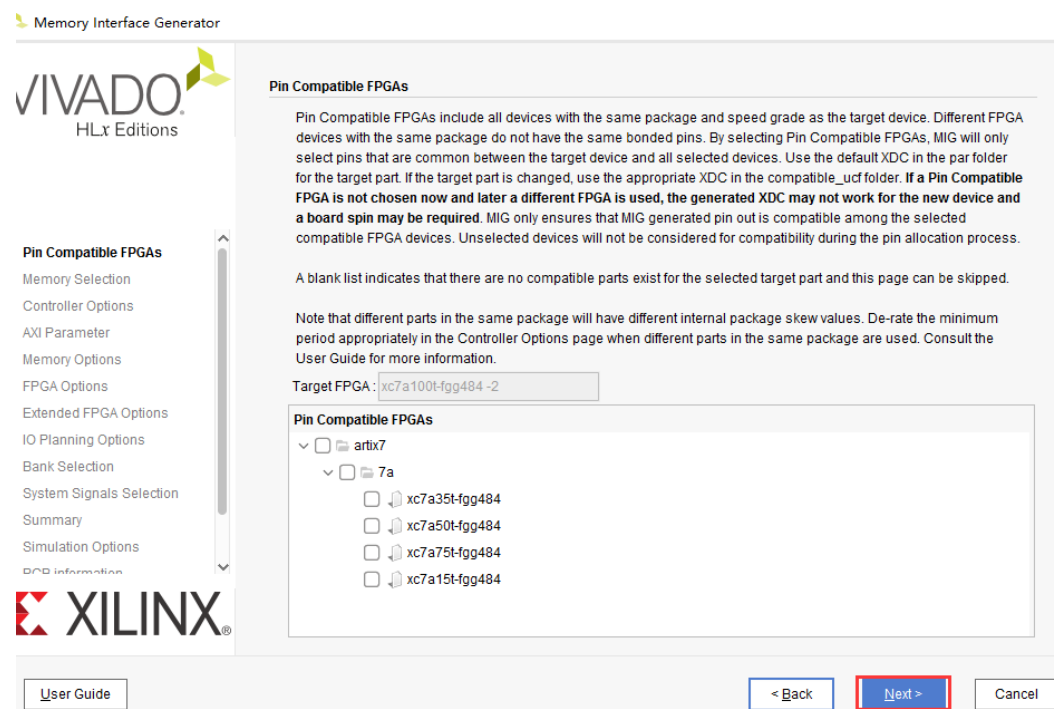 Memory Interface Generator
VIVADO.
HLx Editions
Pin Compatible FPGAs
Memory Selection
Controller Options
AXI Parameter
Memory Options
FPGA Options
Extended FPGA Options
IO Planning Options
Bank Selection
System Signals Selection
Summary
Simulation Options
PCB information
XILINX®
Pin Compatible FPGAs
Pin Compatible FPGAs include all devices with the same package and speed grade as the target device. Different FPGA
devices with the same package do not have the same bonded pins. By selecting Pin Compatible FPGAs, MIG will only
select pins that are common between the target device and all selected devices. Use the default XDC in the par folder
for the target part. If the target part is changed, use the appropriate XDC in the compatible_ucf folder. If a Pin Compatible
FPGA is not chosen now and later a different FPGA is used, the generated XDC may not work for the new device and
a board spin may be required. MIG only ensures that MIG generated pin out is compatible among the selected
compatible FPGA devices. Unselected devices will not be considered for compatibility during the pin allocation process.
A blank list indicates that there are no compatible parts exist for the selected target part and this page can be skipped.
Note that different parts in the same package will have different internal package skew values. De-rate the minimum
period appropriately in the Controller Options page when different parts in the same package are used. Consult the
User Guide for more information.
Target FPGA : xc7a100t-fgg484 -2
Pin Compatible FPGAs
artix7
7a
xc7a35t-fgg484
xc7a50t-fgg484
xc7a75t-fgg484
xc7a15t-fgg484
User Guide
< Back
Next >
Cancel